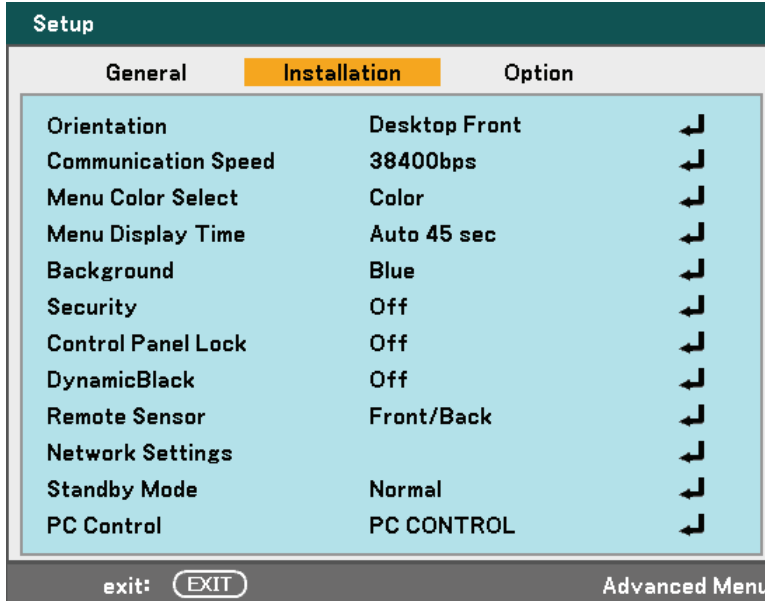 Setup
General Installation Option
Orientation Desktop Front
Communication Speed 38400bps
Menu Color Select Color
Menu Display Time Auto 45 sec
Background Blue
Security Off
Control Panel Lock Off
DynamicBlack Off
Remote Sensor Front/Back
Network Settings
Standby Mode Normal
PC Control PC CONTROL
exit: EXIT Advanced Menu